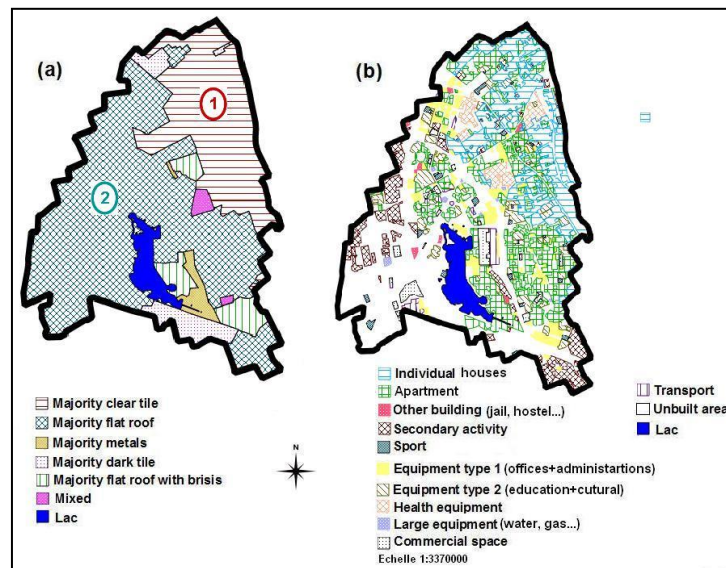 (a)
1
2
Majority clear tile
Majority flat roof
Majority metals
Majority dark tile
Majority flat roof with brisis
Mixed
Lac
N
(b)
Individual houses
Apartment
Other building (jail, hostel...)
Secondary activity
Sport
Equipment type 1 (offices+administartions)
Equipment type 2 (education+cutural)
Health equipment
Large equipment (water, gas...)
Commercial space
Echelle 1:3370000
Transport
Unbuilt area
Lac